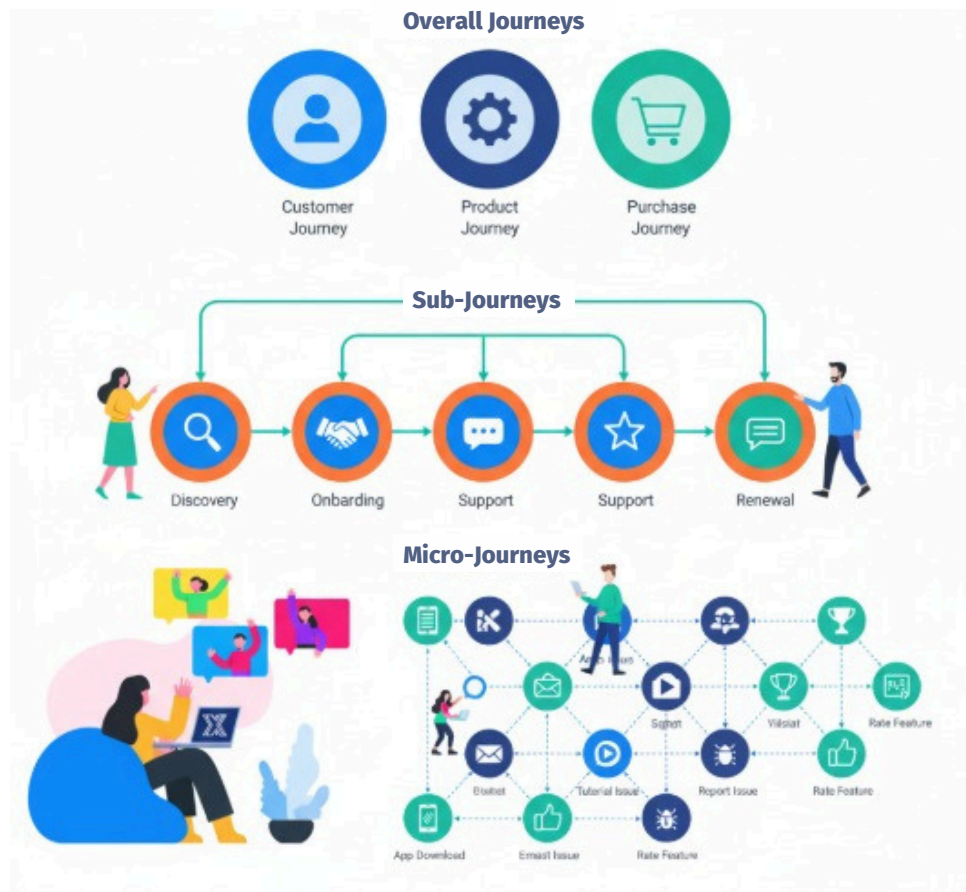 Overall Journeys
Customer
Journey
Product
Journey
Purchase
Journey
Sub-Journeys
Discovery
Onbarding
Support
Support
Renewal
Micro-Journeys
Rate Feature
Tuturial Issue
Report Issue
Rate Feature
App Download
Emast Issue
Rate Feature